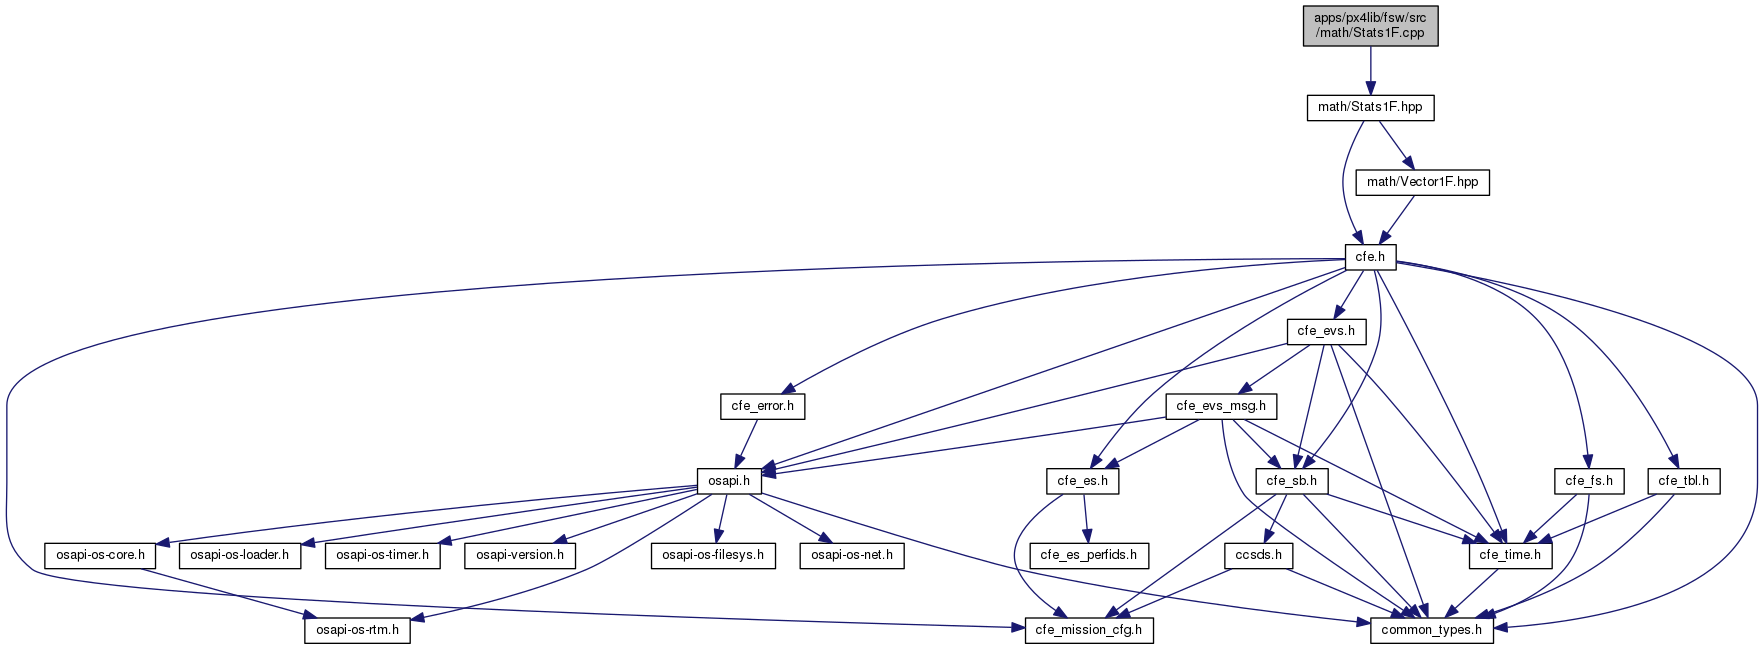 apps/px4lib/fsw/src
/math/Stats1F.cpp
math/Stats1F.hpp
math/Vector1F.hpp
cfe.h
cfe_evs.h
cfe_error.h
cfe_evs_msg.h
osapi.h
cfe_es.h
cfe_sb.h
cfe_fs.h
cfe_tbl.h
osapi-os-core.h
osapi-os-loader.h
osapi-os-timer.h
osapi-version.h
osapi-os-filesys.h
osapi-os-net.h
cfe_es_perfids.h
ccsds.h
cfe_time.h
osapi-os-rtm.h
cfe_mission_cfg.h
common_types.h